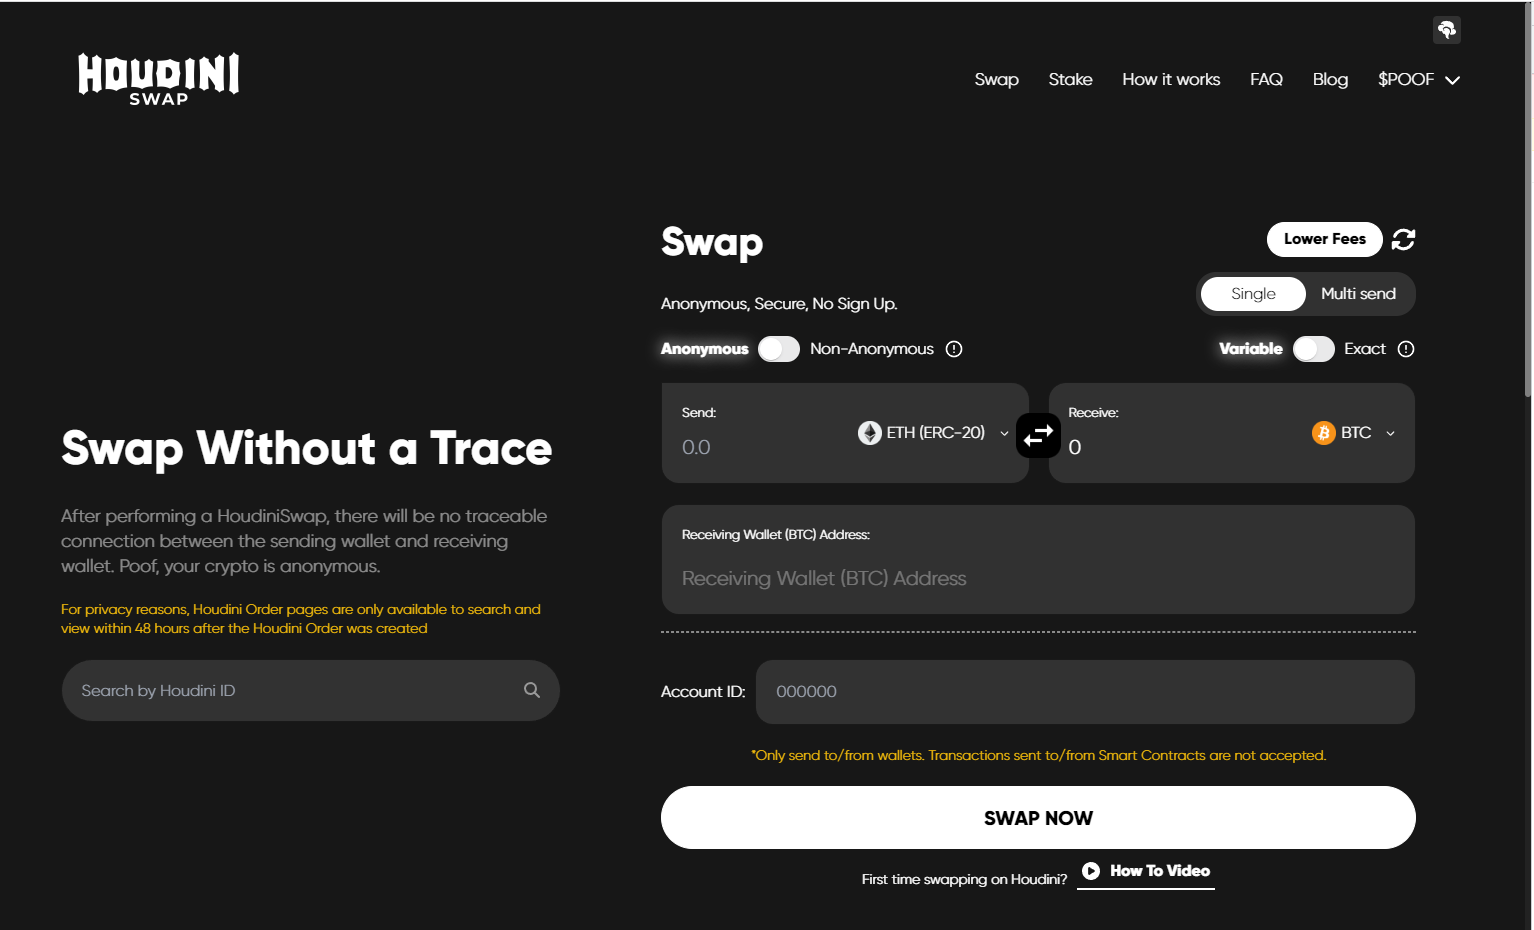 HOUDINI
SWAP
Swap
Stake
How it works
FAQ
Blog
$POOF
Swap Without a Trace
After performing a HoudiniSwap, there will be no traceable
connection between the sending wallet and receiving
wallet. Poof, your crypto is anonymous.
For privacy reasons, Houdini Order pages are only available to search and
view within 48 hours after the Houdini Order was created
Search by Houdini ID
Swap
Lower Fees
Anonymous, Secure, No Sign Up.
Single
Multi send
Anonymous
Non-Anonymous
Variable
Exact
Send:
0.0
ETH (ERC-20)
Receive:
0
BTC
Receiving Wallet (BTC) Address:
Receiving Wallet (BTC) Address
Account ID:
000000
*Only send to/from wallets. Transactions sent to/from Smart Contracts are not accepted.
SWAP NOW
First time swapping on Houdini?
How To Video